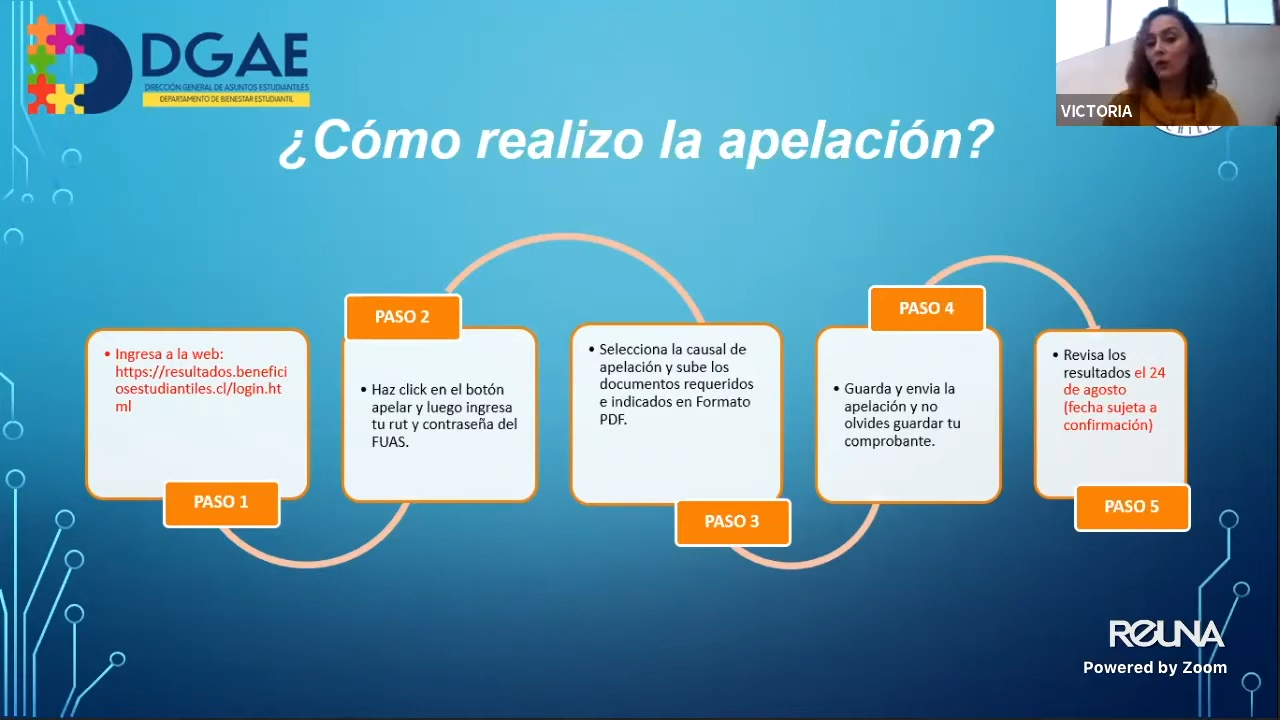 DGAE
DIRECCIÓN GENERAL DE ASUNTOS ESTUDIANTILES
DEPARTAMENTO DE BIENESTAR ESTUDIANTIL
VICTORIA
CHILE
¿Cómo realizo la apelación?
• Ingresa a la web:
https://resultados.benefici
osestudiantiles.cl/login.ht
ml
PASO 1
PASO 2
• Haz click en el botón
apelar y luego ingresa
tu rut y contraseña del
FUAS.
• Selecciona la causal de
apelación y sube los
documentos requeridos
e indicados en Formato
PDF.
PASO 3
PASO 4
• Guarda y envia la
apelación y no
olvides guardar tu
comprobante.
• Revisa los
resultados el 24
de agosto
(fecha sujeta a
confirmación)
PASO 5
REUNA
Powered by Zoom